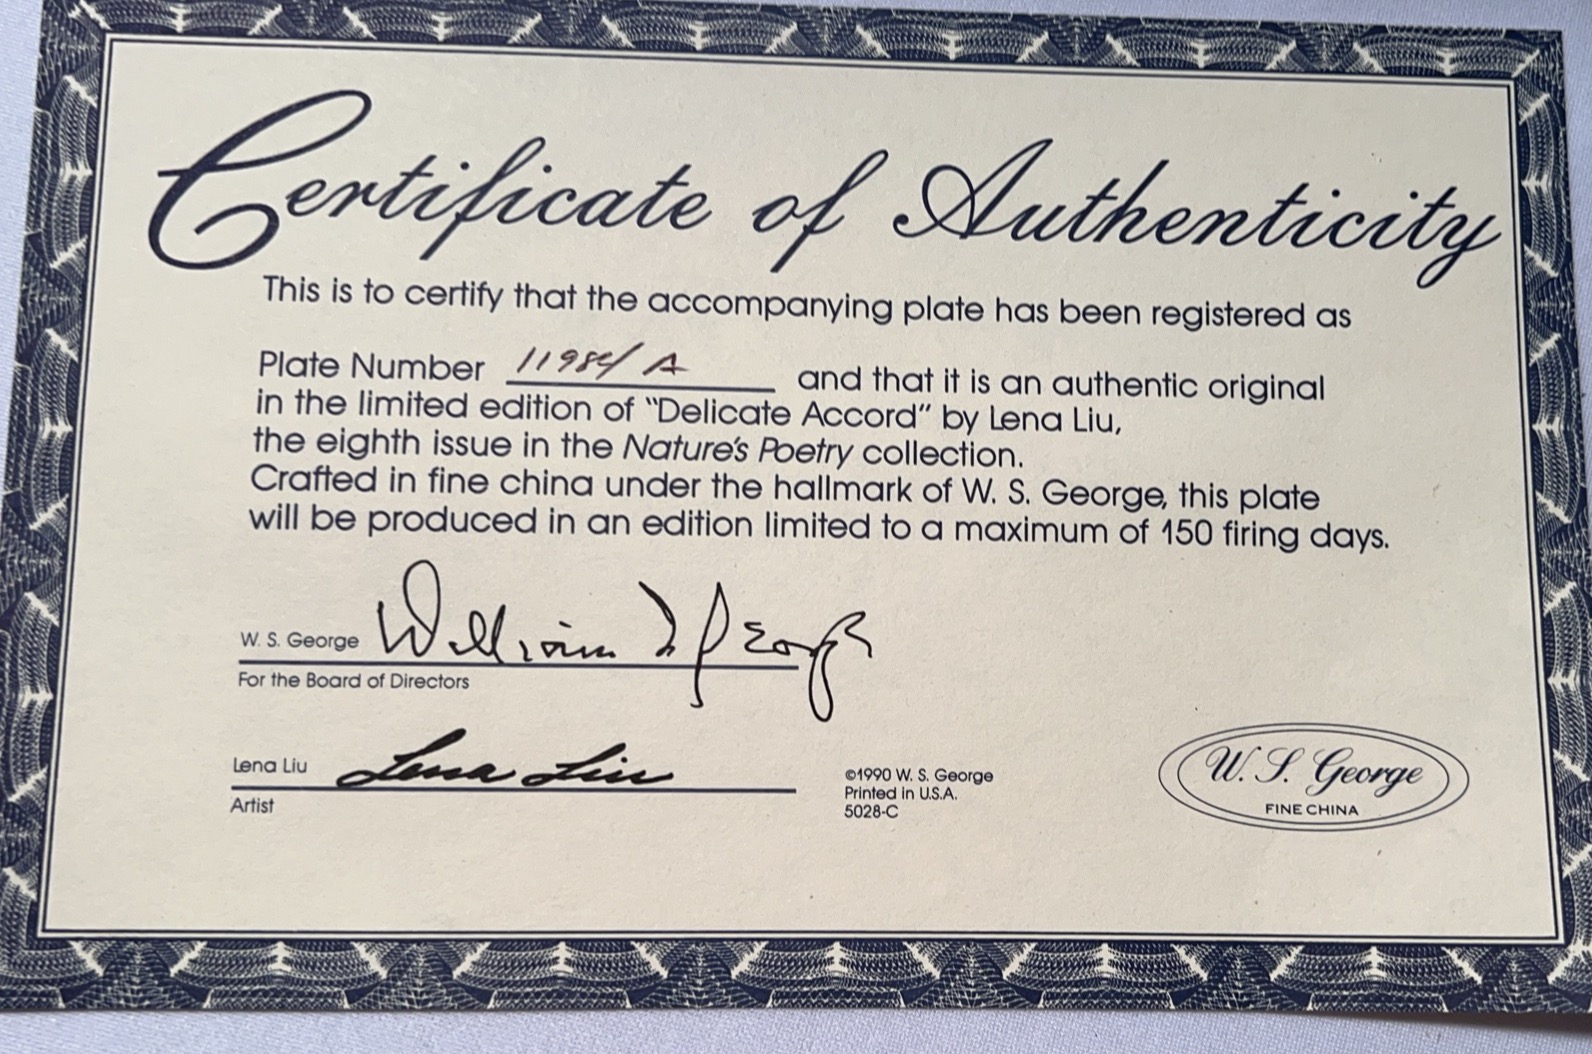 Certificate of Authenticity
This is to certify that the accompanying plate has been registered as
Plate Number 11984 A and that it is an authentic original
in the limited edition of "Delicate Accord" by Lena Liu,
the eighth issue in the Nature's Poetry collection.
Crafted in fine china under the hallmark of W. S. George, this plate
will be produced in an edition limited to a maximum of 150 firing days.
W. S. George William S George
For the Board of Directors
Lena Liu Lena Liu
Artist
©1990 W. S. George
Printed in U.S.A.
5028-C
W. S. George
FINE CHINA